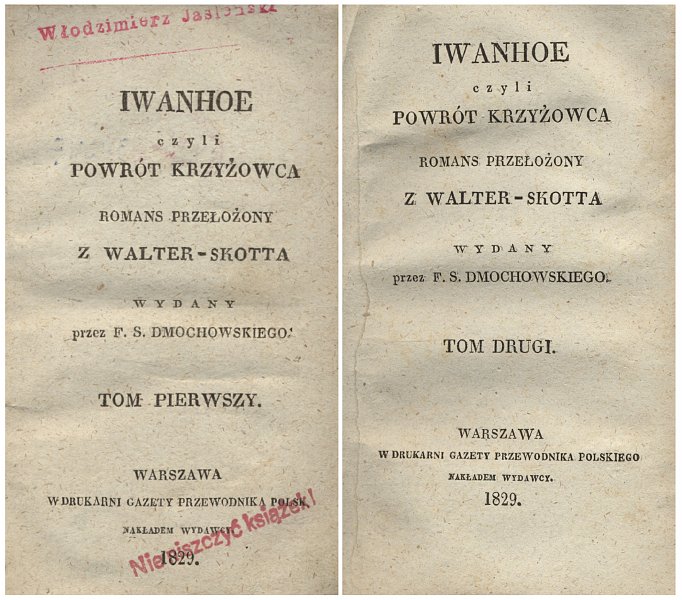 Włodzimierz Jasieński
IWANHOE
czyli
POWRÓT KRZYŻOWCA
ROMANS PRZEŁOŻONY
Z WALTER-SKOTTA
WYDANY
przez F. S. DMOCHOWSKIEGO.
TOM PIERWSZY.
WARSZAWA
W DRUKARNI GAZETY PRZEWODNIKA POLSK.
NAKŁADEM WYDAWCY.
1829.
Nie niszczyć książek!
IWANHOE
czyli
POWRÓT KRZYŻOWCA
ROMANS PRZEŁOŻONY
Z WALTER-SKOTTA
WYDANY
przez F. S. DMOCHOWSKIEGO.
TOM DRUGI.
WARSZAWA
W DRUKARNI GAZETY PRZEWODNIKA POLSKIEGO
NAKŁADEM WYDAWCY.
1829.